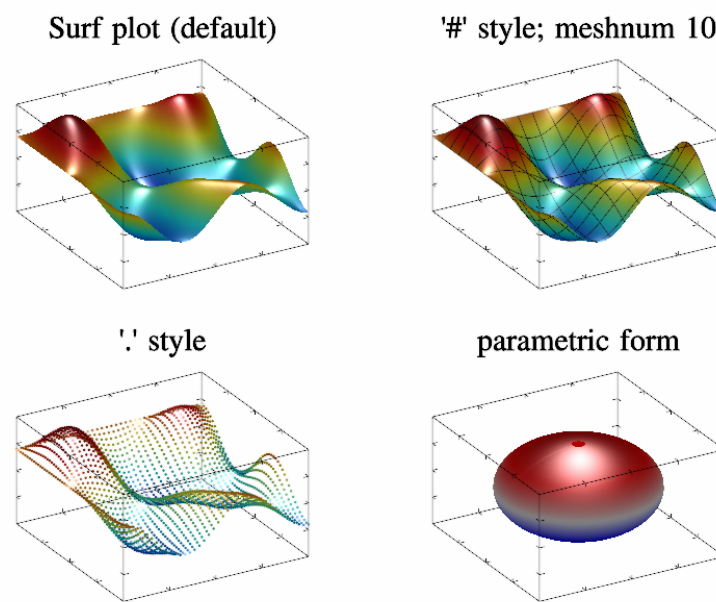 Surf plot (default)
'#' style; meshnum 10
'.' style
parametric form